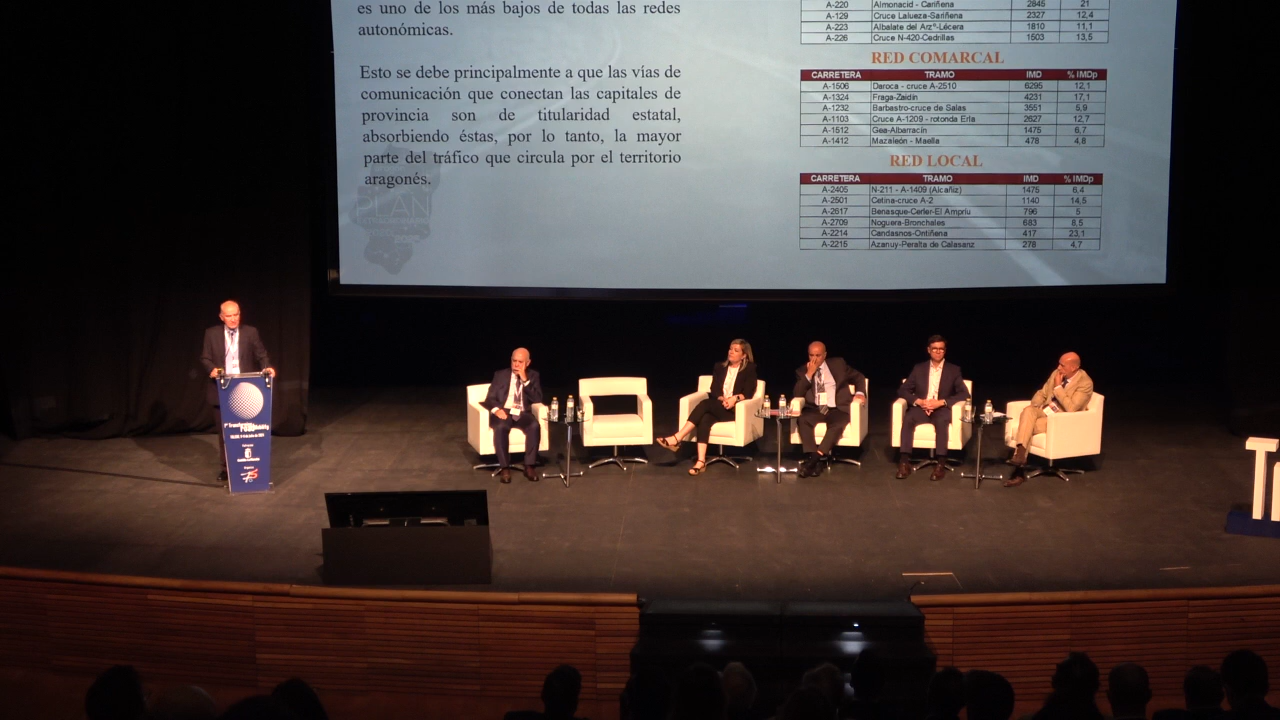 es uno de los más bajos de todas las redes
autonómicas.
Esto se debe principalmente a que las vías de
comunicación que conectan las capitales de
provincia son de titularidad estatal,
absorbiendo éstas, por lo tanto, la mayor
parte del tráfico que circula por el territorio
aragonés.
PLAN
A-220 Almonacid - Cariñena 2845 21
A-129 Cruce Lalueza-Sariñena 2327 12,4
A-223 Albalate del Arzº-Lécera 1810 11,1
A-226 Cruce N-420-Cedrillas 1503 13,5
RED COMARCAL
CARRETERA TRAMO IMD % IMDp
A-1506 Daroca - cruce A-2510 6295 12,1
A-1324 Fraga-Zaidín 4231 17,1
A-1232 Barbastro-cruce de Salas 3551 5,9
A-1103 Cruce A-1209 - rotonda Erla 2627 12,7
A-1512 Gea-Albarracín 1475 6,7
A-1412 Mazaleón - Maella 478 4,8
RED LOCAL
CARRETERA TRAMO IMD % IMDp
A-2405 N-211 - A-1409 (Alcañiz) 1475 6,4
A-2501 Cetina-cruce A-2 1140 14,5
A-2617 Benasque-Cerler-El Ampriu 796 5
A-2709 Noguera-Bronchales 683 8,5
A-2214 Candasnos-Ontiñena 417 23,1
A-2215 Azanuy-Peralta de Calasanz 278 4,7